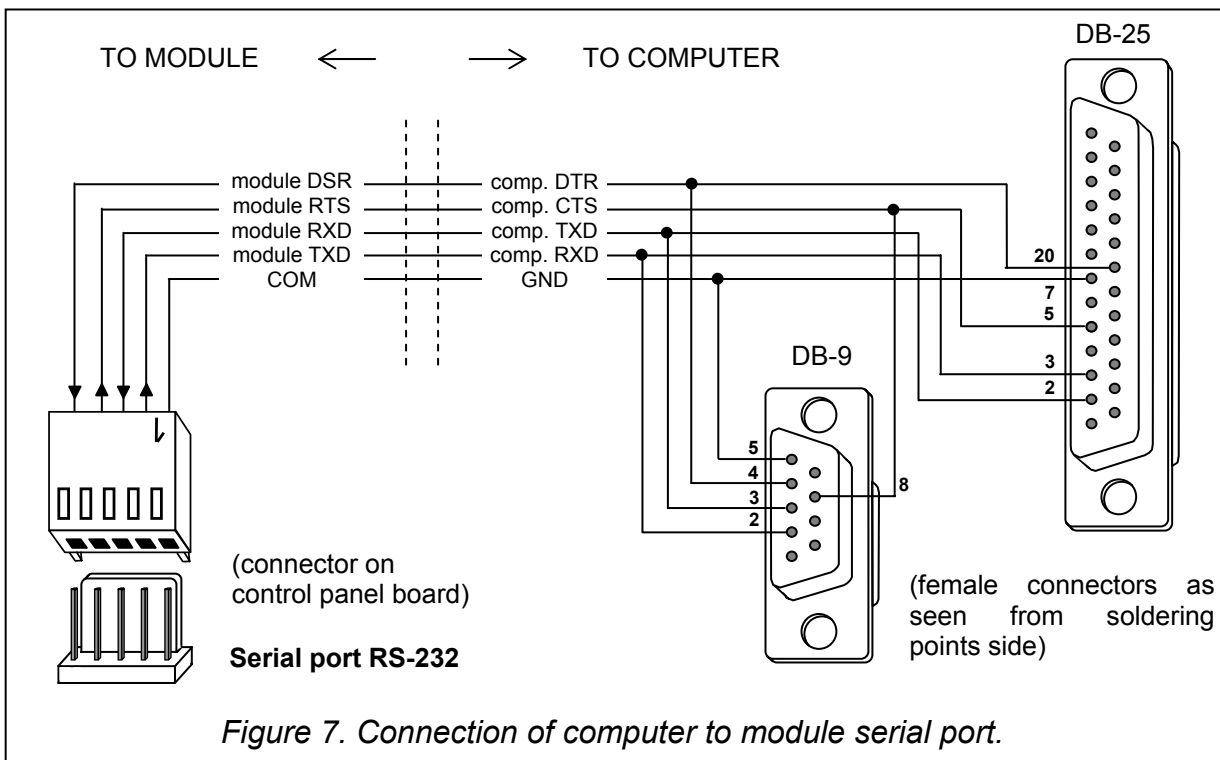 DB-25
TO MODULE
TO COMPUTER
module DSR
comp. DTR
module RTS
comp. CTS
module RXD
comp. TXD
module TXD
comp. RXD
COM
GND
20
7
5
3
2
DB-9
5
4
3
2
8
(connector on
control panel board)
Serial port RS-232
(female connectors as
seen from soldering
points side)
Figure 7. Connection of computer to module serial port.